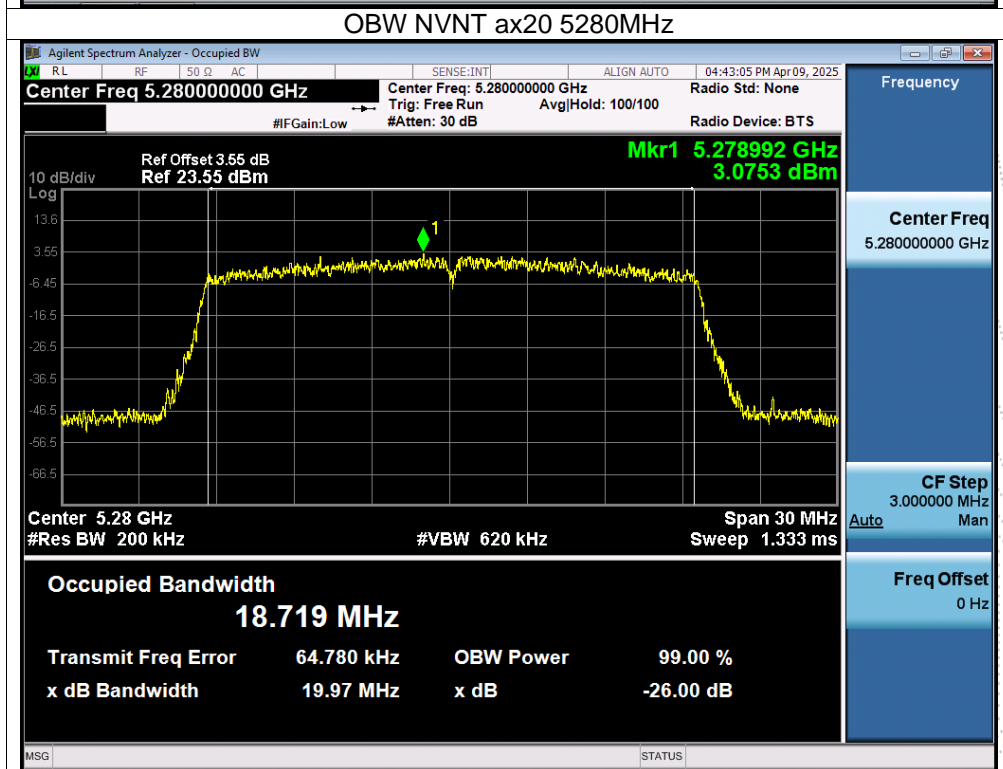 OBW NVNT ax20 5280MHz
Agilent Spectrum Analyzer - Occupied BW
LXI RL RF 50 Ω AC SENSE:INT ALIGN AUTO 04:43:05 PM Apr 09, 2025
Center Freq 5.280000000 GHz
Center Freq: 5.280000000 GHz Radio Std: None
Trig: Free Run Avg|Hold: 100/100
#IFGain:Low #Atten: 30 dB Radio Device: BTS
Mkr1 5.278992 GHz
3.0753 dBm
Ref Offset 3.55 dB
10 dB/div Ref 23.55 dBm
Log
13.6
1
3.55
-6.45
-16.5
-26.5
-36.5
-46.5
-56.5
-66.5
Center 5.28 GHz Span 30 MHz
#Res BW 200 kHz #VBW 620 kHz Sweep 1.333 ms
Occupied Bandwidth
18.719 MHz
Transmit Freq Error 64.780 kHz OBW Power 99.00 %
x dB Bandwidth 19.97 MHz x dB -26.00 dB
Frequency
Center Freq
5.280000000 GHz
CF Step
3.000000 MHz
Auto Man
Freq Offset
0 Hz
MSG STATUS